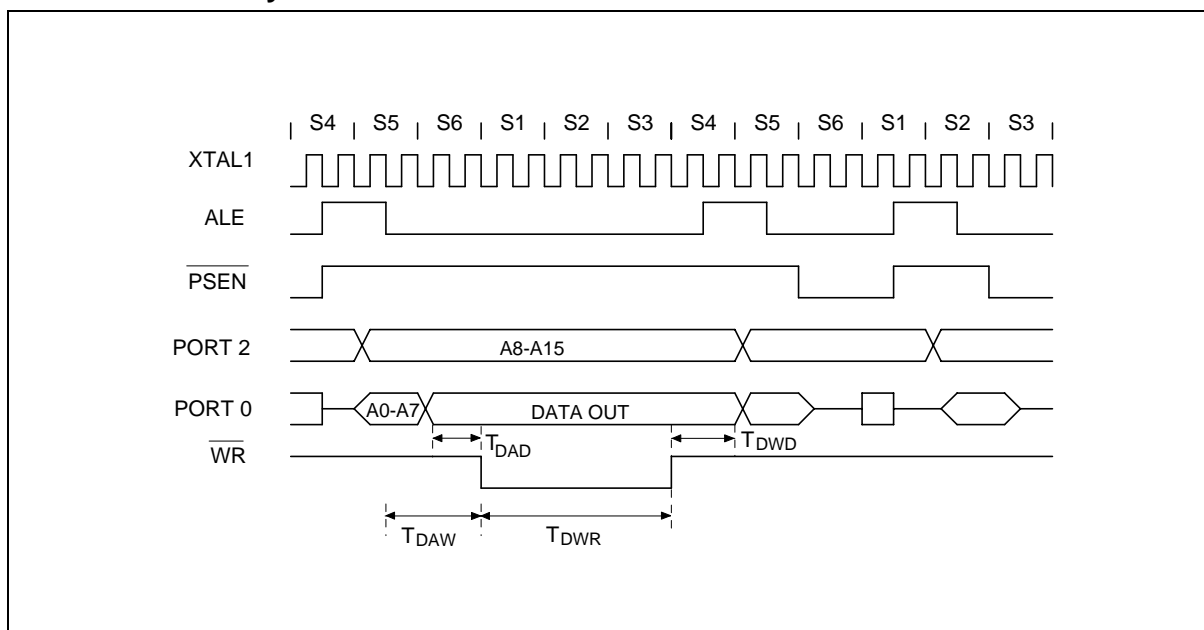 S4 S5 S6 S1 S2 S3 S4 S5 S6 S1 S2 S3
XTAL1
ALE
PSEN
PORT 2
A8-A15
PORT 0
A0-A7
DATA OUT
TDAD
TDWD
WR
TDAW
TDWR